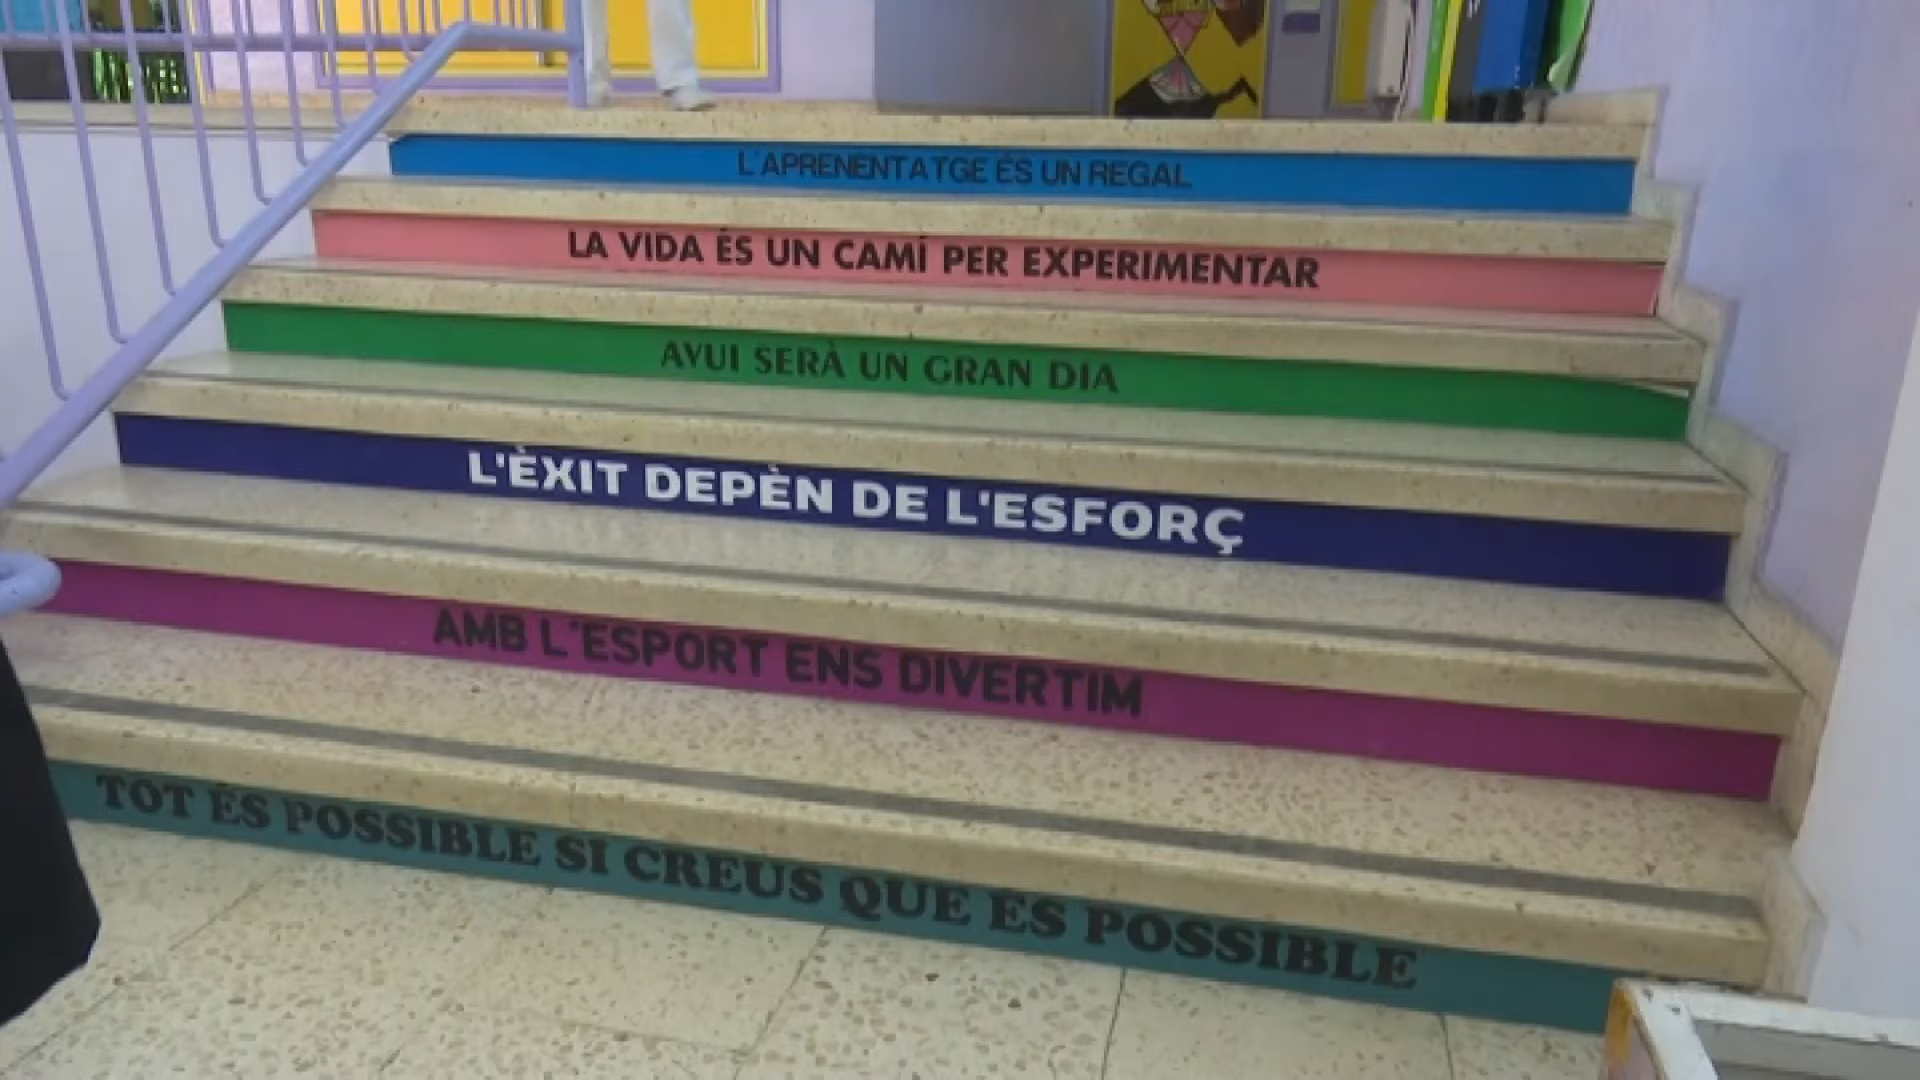 L'APRENENTATGE ÉS UN REGAL
LA VIDA ÉS UN CAMÍ PER EXPERIMENTAR
AVUI SERÀ UN GRAN DIA
L'ÈXIT DEPÈN DE L'ESFORÇ
AMB L'ESPORT ENS DIVERTIM
TOT ÉS POSSIBLE SI CREUS QUE ÉS POSSIBLE